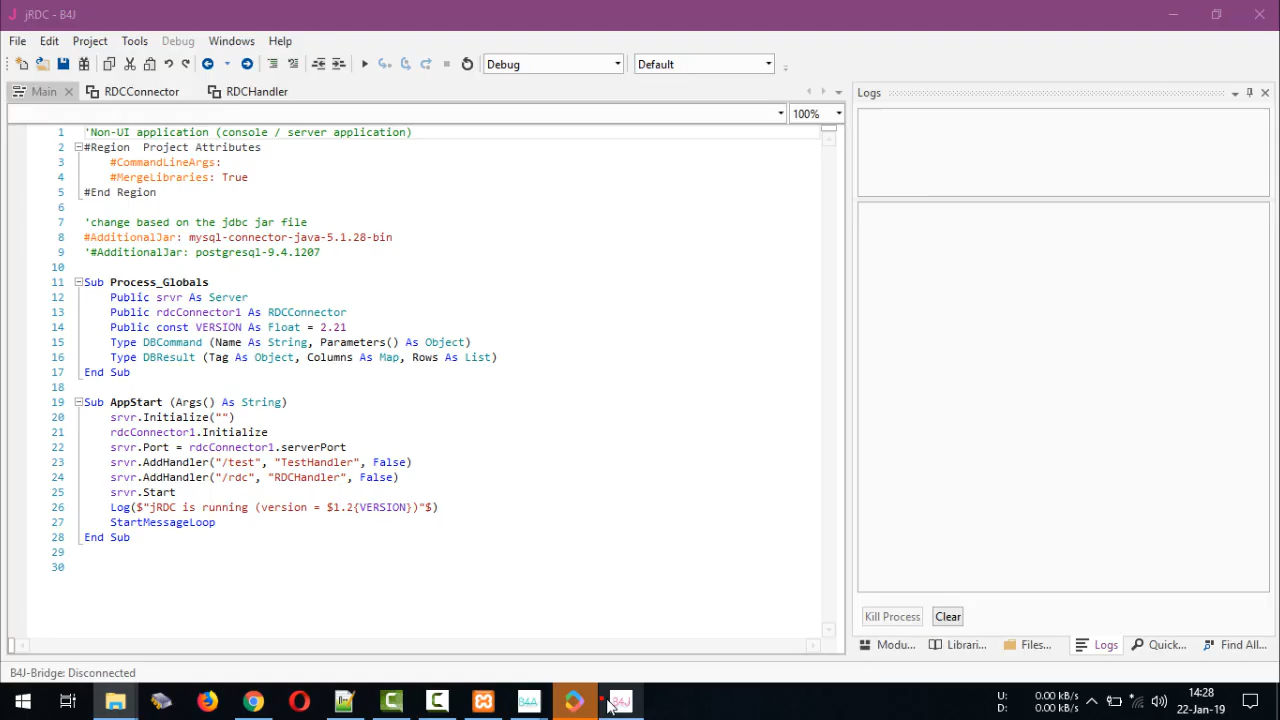 jRDC - B4J
File Edit Project Tools Debug Windows Help
Debug Default
Main RDCConnector RDCHandler
100%
1 'Non-UI application (console / server application)
2 #Region Project Attributes
3 #CommandLineArgs:
4 #MergeLibraries: True
5 #End Region
6
7 'change based on the jdbc jar file
8 #AdditionalJar: mysql-connector-java-5.1.28-bin
9 '#AdditionalJar: postgresql-9.4.1207
10
11 Sub Process_Globals
12 Public srvr As Server
13 Public rdcConnector1 As RDCConnector
14 Public const VERSION As Float = 2.21
15 Type DBCommand (Name As String, Parameters() As Object)
16 Type DBResult (Tag As Object, Columns As Map, Rows As List)
17 End Sub
18
19 Sub AppStart (Args() As String)
20 srvr.Initialize("")
21 rdcConnector1.Initialize
22 srvr.Port = rdcConnector1.serverPort
23 srvr.AddHandler("/test", "TestHandler", False)
24 srvr.AddHandler("/rdc", "RDCHandler", False)
25 srvr.Start
26 Log($"jRDC is running (version = $1.2{VERSION})"$)
27 StartMessageLoop
28 End Sub
29
30
Logs
Kill Process Clear
Modu... Librari... Files... Logs Quick... Find All...
B4J-Bridge: Disconnected
B4A B4J
U: 0.00 kB/s
D: 0.00 kB/s
14:28
22-Jan-19